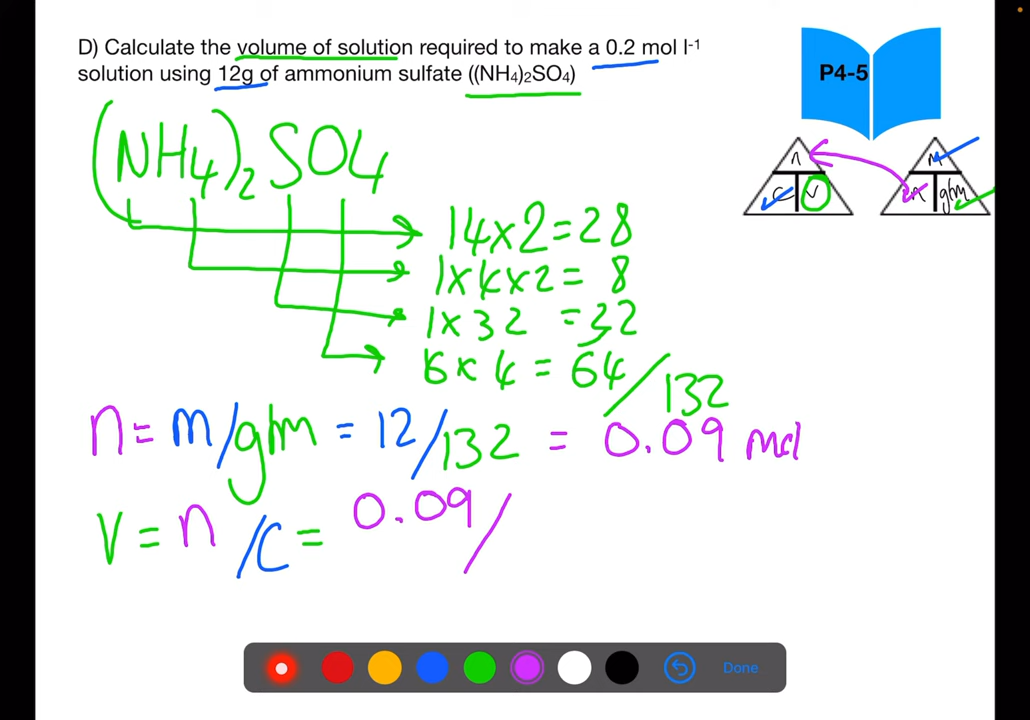 D) Calculate the volume of solution required to make a 0.2 mol l-1
solution using 12g of ammonium sulfate ((NH4)2SO4)
P4-5
n
c v
m
n gfm
(NH4)2SO4
14x2=28
1x4x2= 8
1x32 =32
16x4=64/132
n=m/gfm=12/132 = 0.09 mol
v=n/c=0.09/
Done